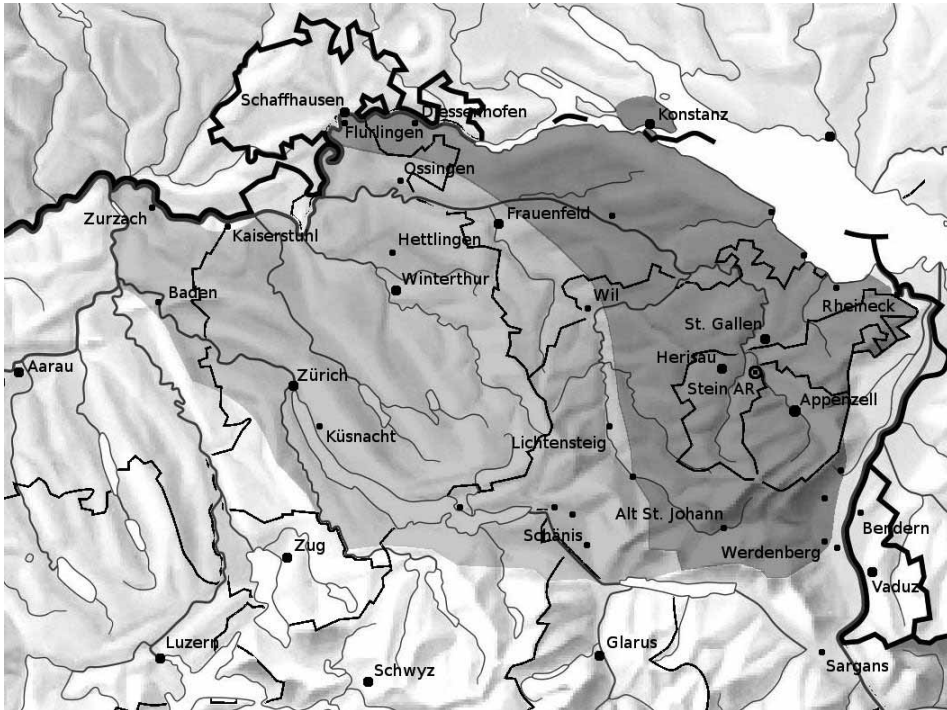 Schaffhausen
Diessenhofen
Konstanz
Flurlingen
Ossingen
Zurzach
Frauenfeld
Kaiserstuhl
Hettlingen
Winterthur
Baden
Wil
Rheineck
St. Gallen
Aarau
Herisau
Zürich
Stein AR
Appenzell
Küsnacht
Lichtensteig
Alt St. Johann
Bendern
Schänis
Zug
Werdenberg
Vaduz
Luzern
Glarus
Schwyz
Sargans